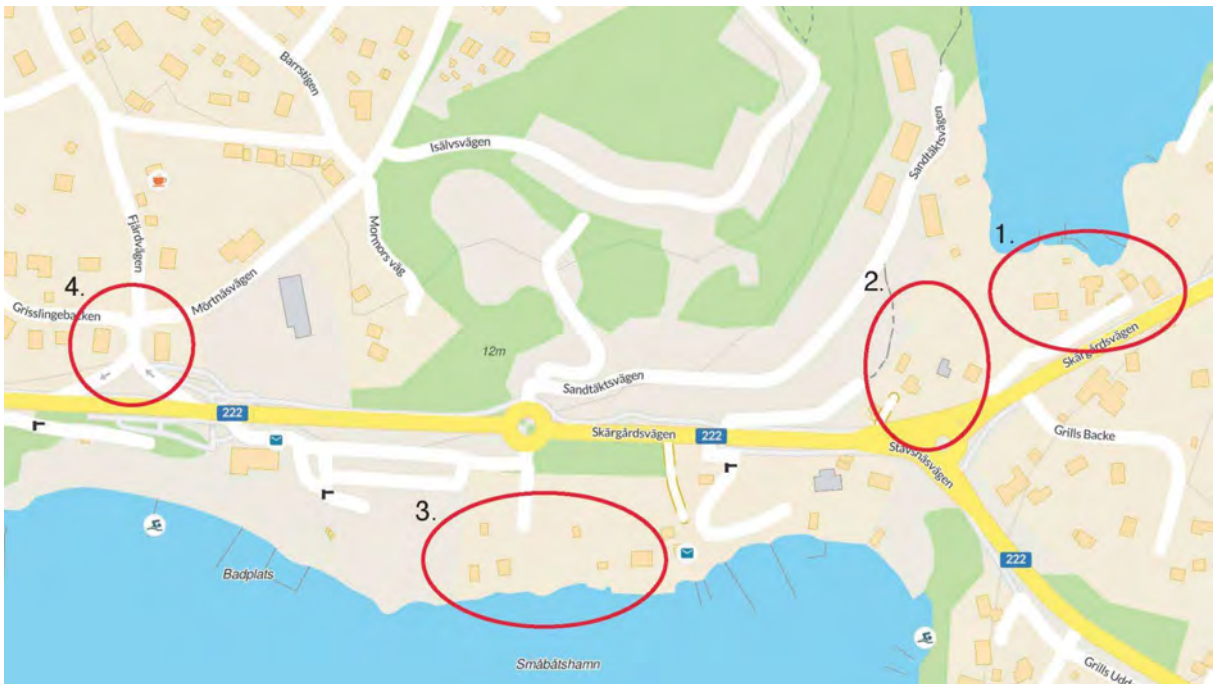 Barrstigen
Isälvsvägen
Sandtäktsvägen
Fjärdvägen
Mormors väg
Mörtnäsvägen
Grisslingebacken
1.
2.
4.
Skärgårdsvägen
12m
Sandtäktsvägen
222
Skärgårdsvägen
222
Stavsnäsvägen
Grills Backe
3.
222
Badplats
Småbåtshamn
Grills Udd